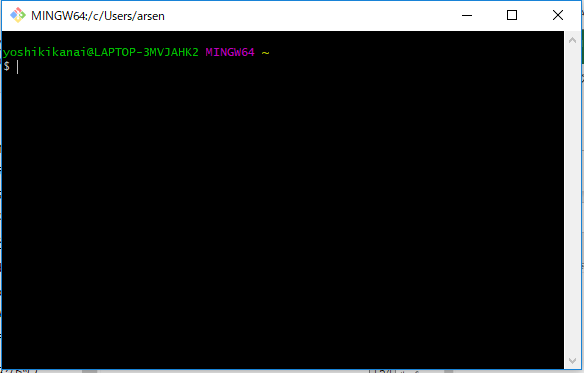 MINGW64:/c/Users/arsen
yoshikikanai@LAPTOP-3MVJAHK2 MINGW64 ~
$